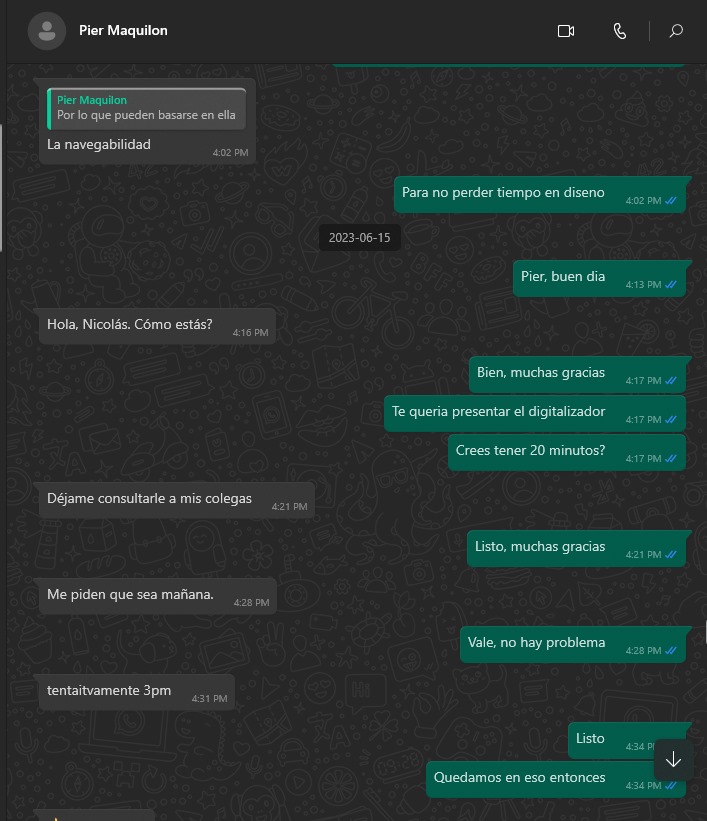 Pier Maquilon
Pier Maquilon
Por lo que pueden basarse en ella
La navegabilidad
4:02 PM
Para no perder tiempo en diseno
4:02 PM
2023-06-15
Pier, buen dia
4:13 PM
Hola, Nicolás. Cómo estás?
4:16 PM
Bien, muchas gracias
4:17 PM
Te queria presentar el digitalizador
4:17 PM
Crees tener 20 minutos?
4:17 PM
Déjame consultarle a mis colegas
4:21 PM
Listo, muchas gracias
4:21 PM
Me piden que sea mañana.
4:28 PM
Vale, no hay problema
4:28 PM
tentaitvamente 3pm
4:31 PM
Listo
4:34
Quedamos en eso entonces
4:34 PM